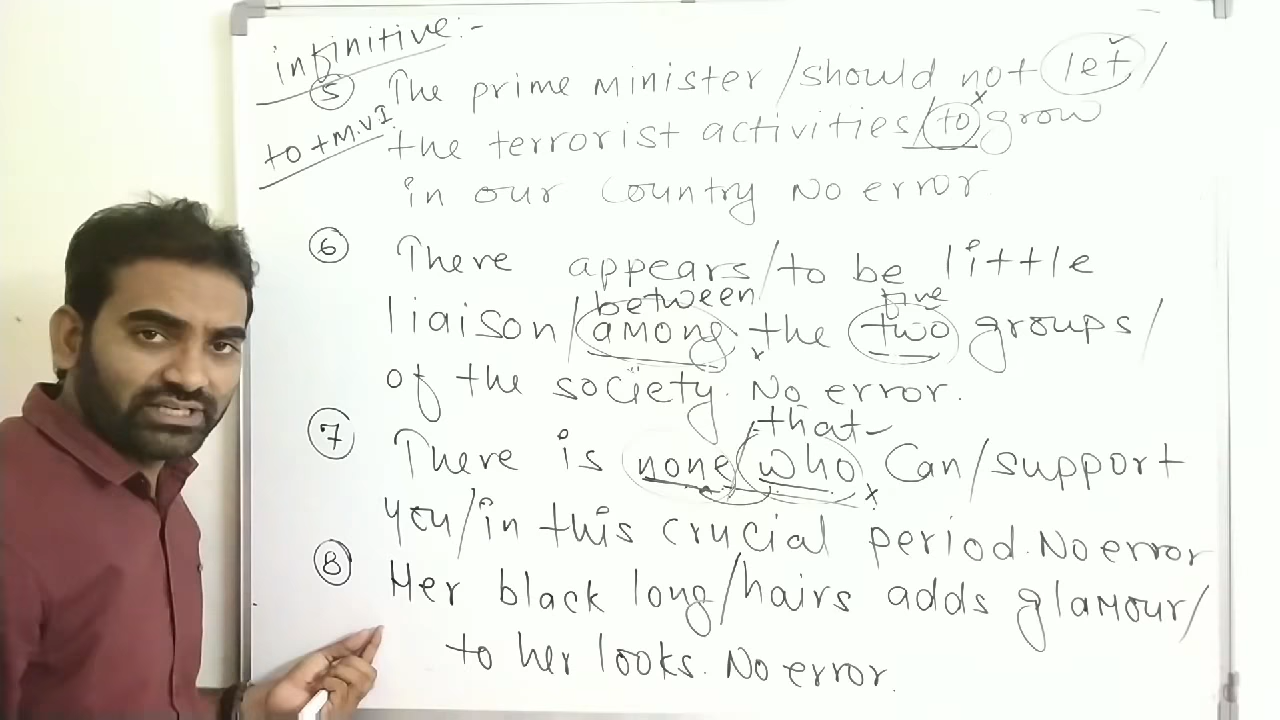 infinitive:-
to + M.V.I
⑤ The prime minister /should not let/
the terrorist activities/to grow
in our country No error.
⑥ There appears/to be little
between five
liaison/among the two groups/
of the society. No error.
that
⑦ There is none/who can/support
you/in this crucial period. No error
⑧ Her black long/hairs adds glamour/
to her looks. No error.